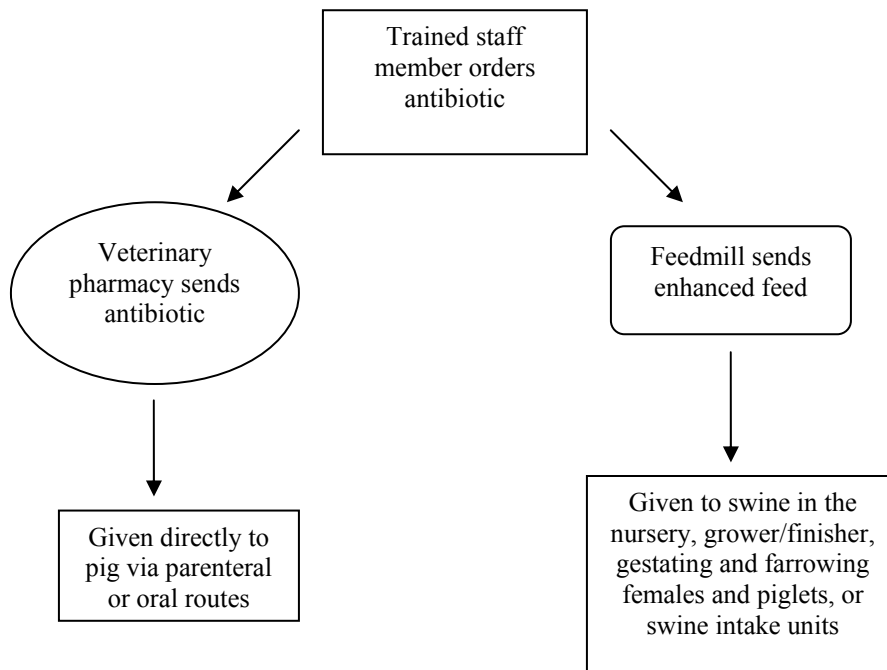 Trained staff
member orders
antibiotic
Veterinary
pharmacy sends
antibiotic
Feedmill sends
enhanced feed
Given directly to
pig via parenteral
or oral routes
Given to swine in the
nursery, grower/finisher,
gestating and farrowing
females and piglets, or
swine intake units